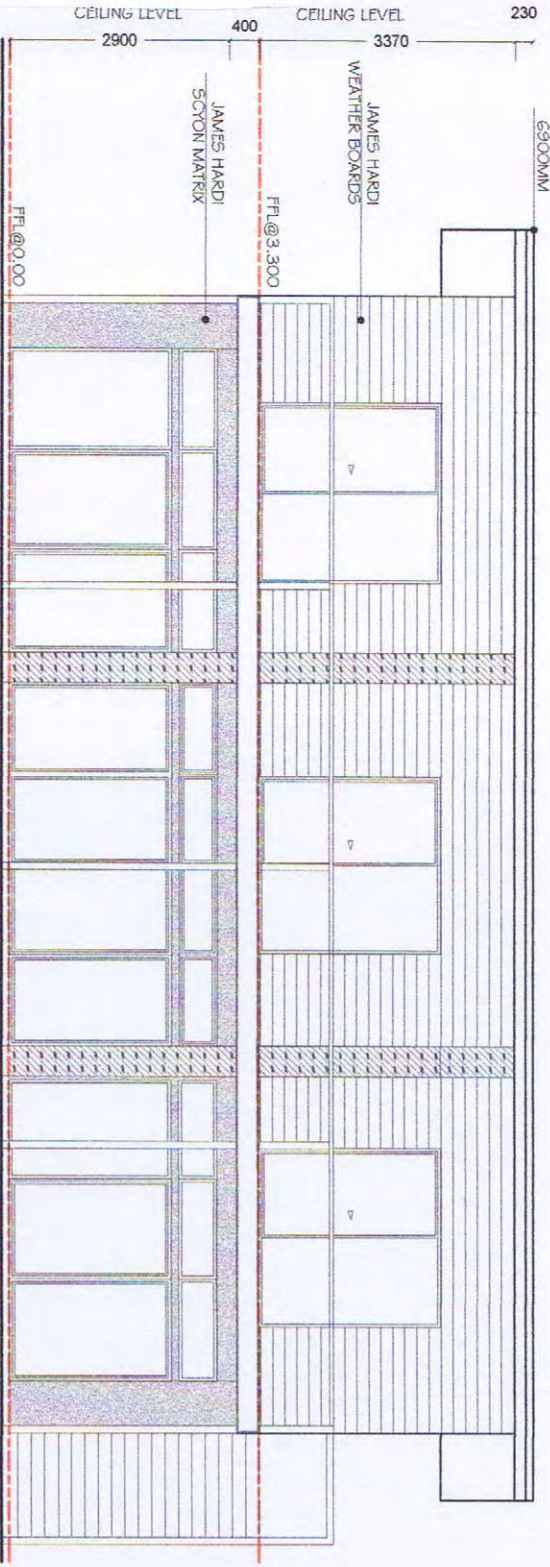 CEILING LEVEL
2900
400
CEILING LEVEL
3370
230
6900MM
JAMES HARDI
WEATHER BOARDS
JAMES HARDI
SCYON MATRIX
FFL@3.300
FFL@0.00